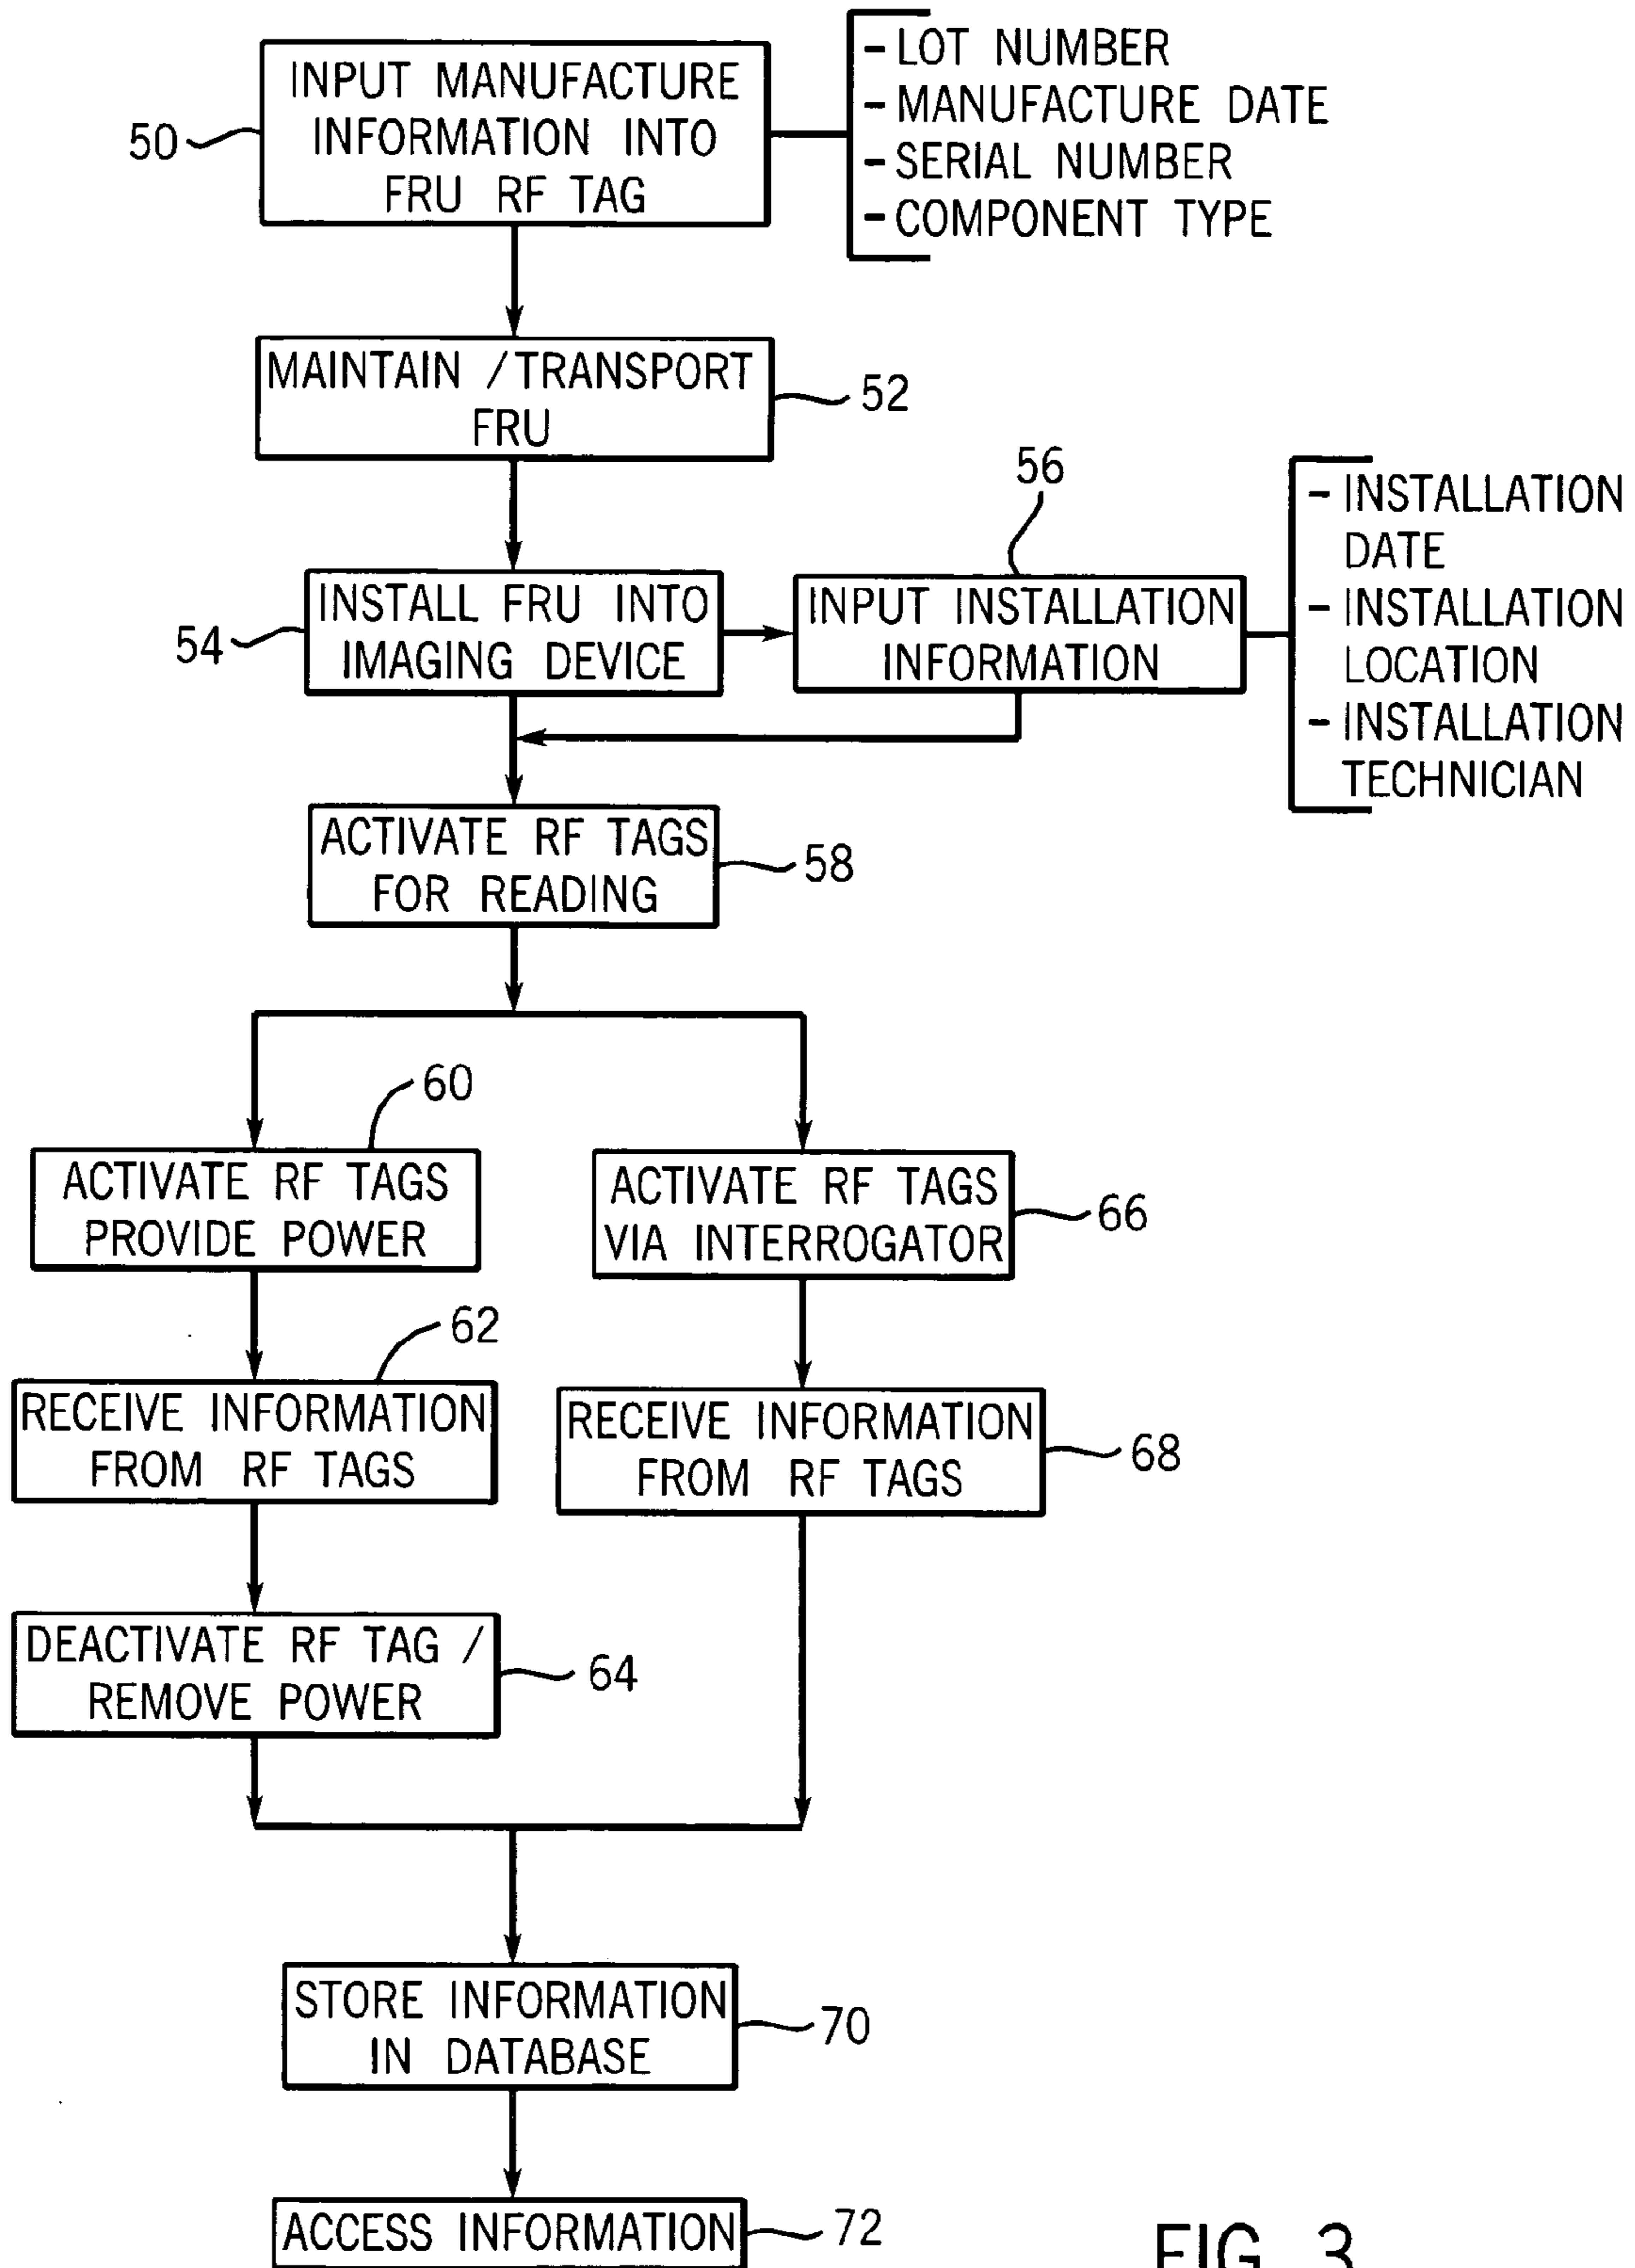 INPUT MANUFACTURE
INFORMATION INTO
FRU RF TAG
50
- LOT NUMBER
- MANUFACTURE DATE
- SERIAL NUMBER
- COMPONENT TYPE
MAINTAIN / TRANSPORT
FRU
52
INSTALL FRU INTO
IMAGING DEVICE
54
56
INPUT INSTALLATION
INFORMATION
- INSTALLATION
DATE
- INSTALLATION
LOCATION
- INSTALLATION
TECHNICIAN
ACTIVATE RF TAGS
FOR READING
58
60
ACTIVATE RF TAGS
PROVIDE POWER
62
RECEIVE INFORMATION
FROM RF TAGS
DEACTIVATE RF TAG /
REMOVE POWER
64
ACTIVATE RF TAGS
VIA INTERROGATOR
66
RECEIVE INFORMATION
FROM RF TAGS
68
STORE INFORMATION
IN DATABASE
70
ACCESS INFORMATION
72
FIG. 3